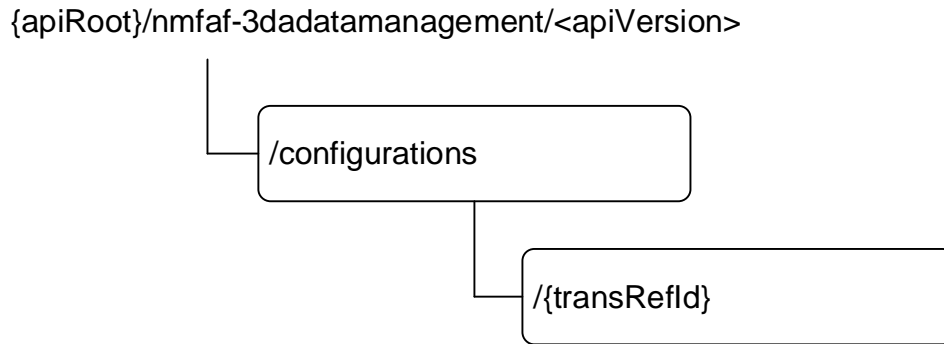 {apiRoot}/nmfaf-3dadatamanagement/<apiVersion>
/configurations
/{transRefId}